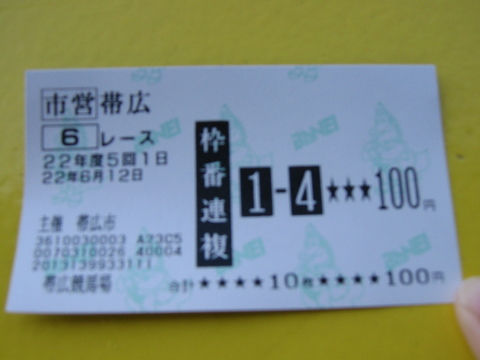 市営帯広
6レース
22年度5回1日
22年6月12日
枠番連複
1-4★★★100円
主催 帯広市
3610030003 A23C5
0070310026 40004
2013139933111
帯広競馬場
合計★★★★10枚★★★★100円